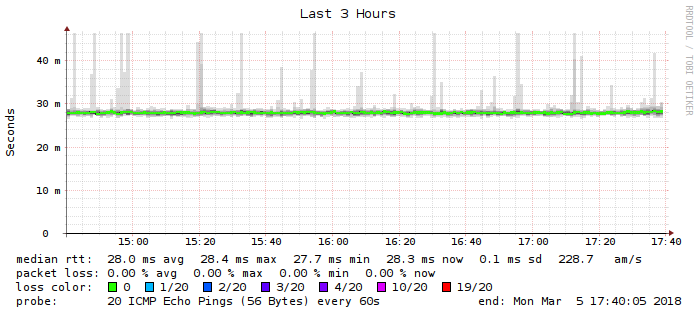 Last 3 Hours
RRDTOOL / TOBI OETIKER
Seconds
40 m
30 m
20 m
10 m
0
15:00 15:20 15:40 16:00 16:20 16:40 17:00 17:20 17:40
median rtt: 28.0 ms avg 28.4 ms max 27.7 ms min 28.3 ms now 0.1 ms sd 228.7 am/s
packet loss: 0.00 % avg 0.00 % max 0.00 % min 0.00 % now
loss color: 0 1/20 2/20 3/20 4/20 10/20 19/20
probe: 20 ICMP Echo Pings (56 Bytes) every 60s end: Mon Mar 5 17:40:05 2018